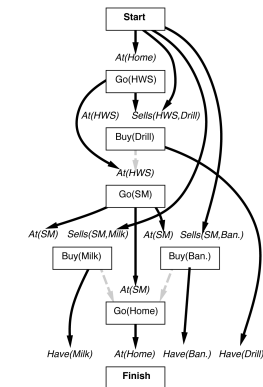 Start
At(Home)
Go(HWS)
At(HWS) Sells(HWS,Drill)
Buy(Drill)
At(HWS)
Go(SM)
At(SM) Sells(SM,Milk) At(SM) Sells(SM,Ban.)
Buy(Milk) Buy(Ban.)
At(SM)
Go(Home)
Have(Milk) At(Home) Have(Ban.) Have(Drill)
Finish